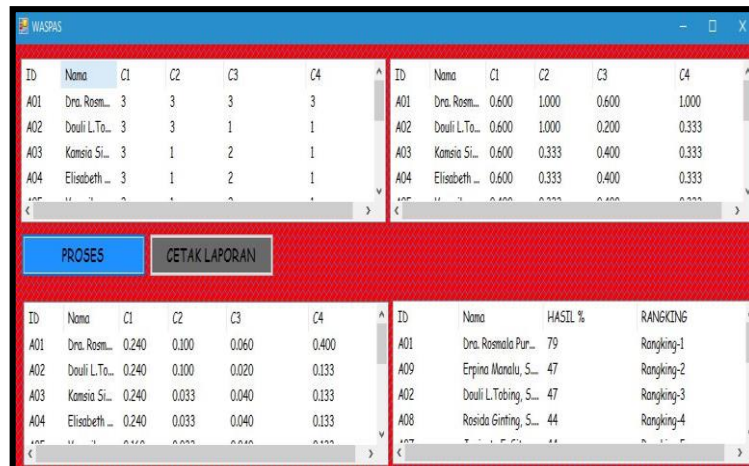 WASPAS
ID Nama C1 C2 C3 C4
A01 Dra. Rosm... 3 3 3 3
A02 Douli L.To... 3 3 1 1
A03 Kamsia Si... 3 1 2 1
A04 Elisabeth ... 3 1 2 1
ID Nama C1 C2 C3 C4
A01 Dra. Rosm... 0.600 1.000 0.600 1.000
A02 Douli L.To... 0.600 1.000 0.200 0.333
A03 Kamsia Si... 0.600 0.333 0.400 0.333
A04 Elisabeth ... 0.600 0.333 0.400 0.333
PROSES
CETAK LAPORAN
ID Nama C1 C2 C3 C4
A01 Dra. Rosm... 0.240 0.100 0.060 0.400
A02 Douli L.To... 0.240 0.100 0.020 0.133
A03 Kamsia Si... 0.240 0.033 0.040 0.133
A04 Elisabeth ... 0.240 0.033 0.040 0.133
ID Nama HASIL % RANGKING
A01 Dra. Rosmala Pur... 79 Rangking-1
A09 Erpina Manalu, S.... 47 Rangking-2
A02 Douli L.Tobing, S.... 47 Rangking-3
A08 Rosida Ginting, S.... 44 Rangking-4